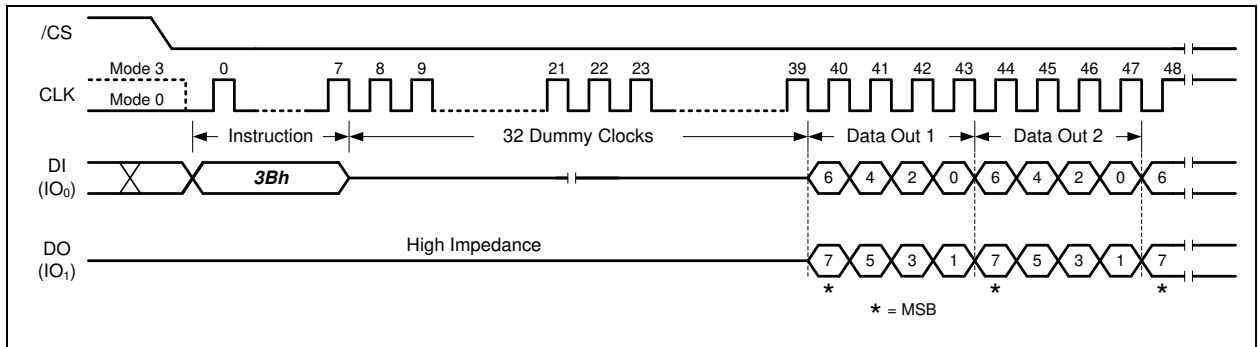 /CS
Mode 3 0 7 8 9 21 22 23 39 40 41 42 43 44 45 46 47 48
CLK Mode 0
Instruction 32 Dummy Clocks Data Out 1 Data Out 2
DI
(IO₀)
3Bh 6 4 2 0 6 4 2 0 6
High Impedance
DO
(IO₁)
7 5 3 1 7 5 3 1 7
* * *
* = MSB